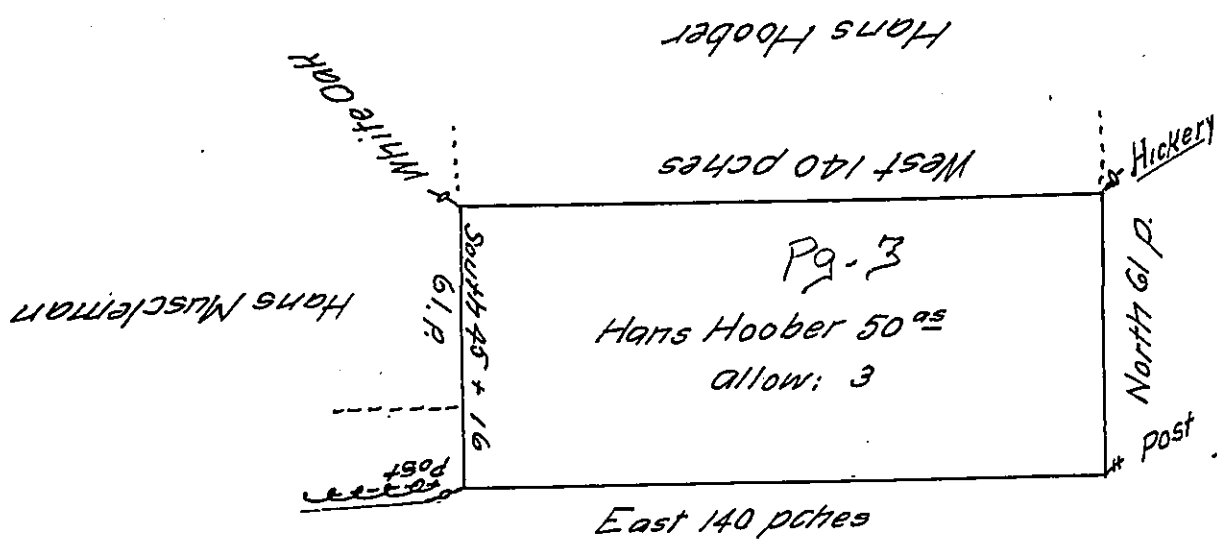 Hans Hoober
White Oak
West 140 pches
Hickery
Pg. 3
Hans Hoober 50 as
allow: 3
South 45 + 16
61. P.
North 61 P.
Hans Muscleman
Post
Post
East 140 pches